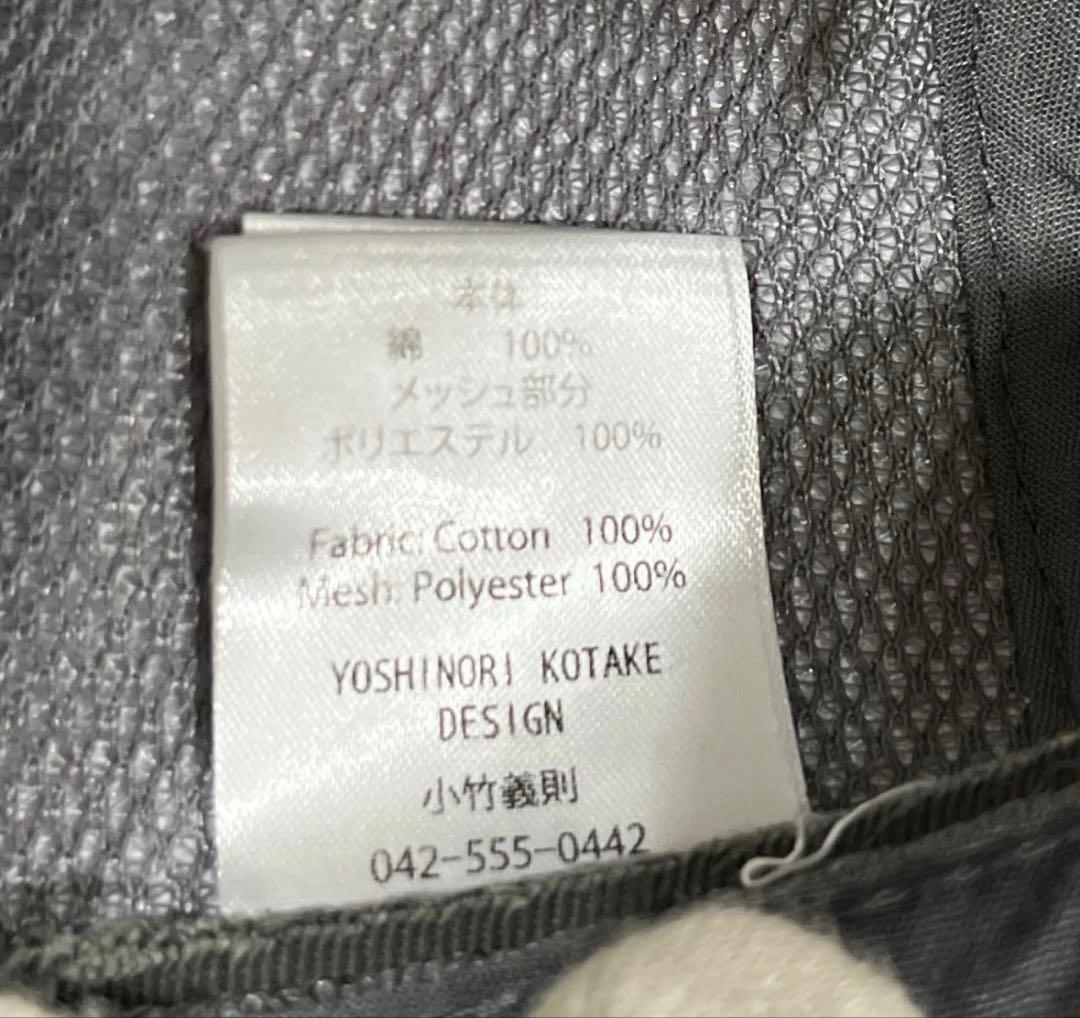 本体
綿 100%
メッシュ部分
ポリエステル 100%
Fabric: Cotton 100%
Mesh: Polyester 100%
YOSHINORI KOTAKE
DESIGN
小竹義則
042-555-0442